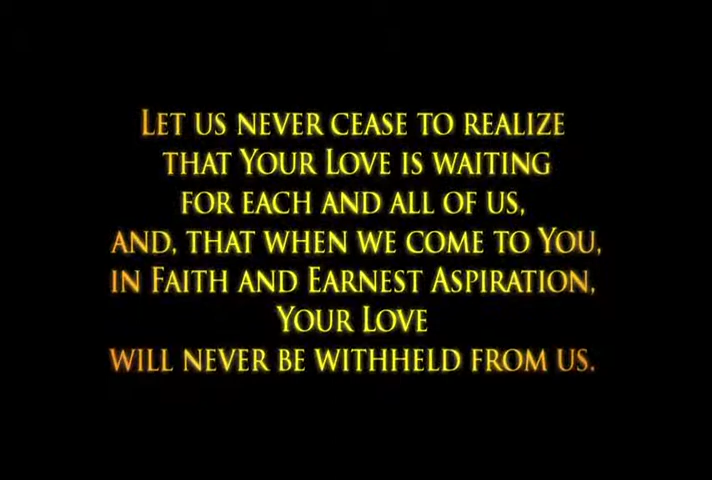 Let us never cease to realize
that Your Love is waiting
for each and all of us,
and, that when we come to You,
in Faith and Earnest Aspiration,
Your Love
will never be withheld from us.